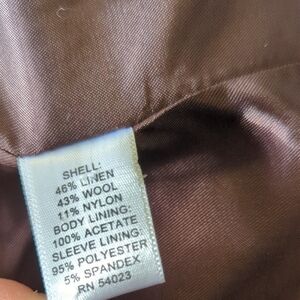 SHELL:
46% LINEN
43% WOOL
11% NYLON
BODY LINING:
100% ACETATE
SLEEVE LINING:
95% POLYESTER
5% SPANDEX
RN 54023